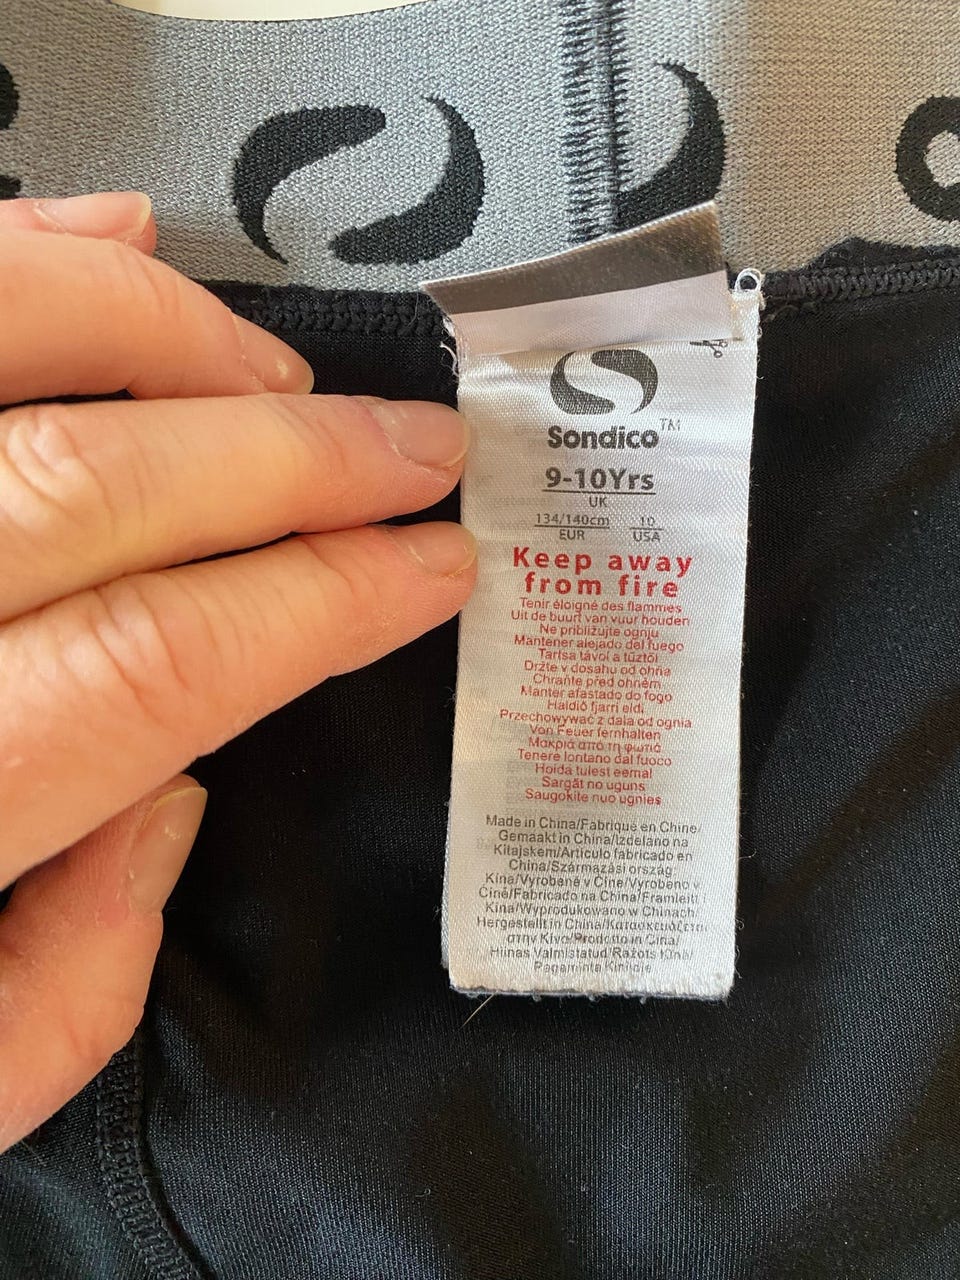 Sondico™
9-10Yrs
UK
134/140cm 10
EUR USA
Keep away
from fire
Tenir éloigné des flammes
Uit de buurt van vuur houden
Ne približujte ognju
Mantener alejado del fuego
Tartsa távol a tűztől
Držte v dosahu od ohňa
Chraňte před ohněm
Manter afastado do fogo
Haldið fjarri eldi
Przechowywać z dala od ognia
Von Feuer fernhalten
Μακριά από τη φωτιά
Tenere lontano dal fuoco
Hoida tulest eemal
Sargāt no uguns
Saugokite nuo ugnies
Made in China/Fabriqué en Chine/
Gemaakt in China/Izdelano na
Kitajskem/Artículo fabricado en
China/Származási ország:
Kína/Vyrobené v Číne/Vyrobeno v
Číně/Fabricado na China/Framleitt í
Kína/Wyprodukowano w Chinach/
Hergestellt in China/Κατασκευάζεται
στην Κίνα/Prodotto in Cina/
Hiinas Valmistatud/Ražots Ķīnā/
Pagaminta Kinijoje